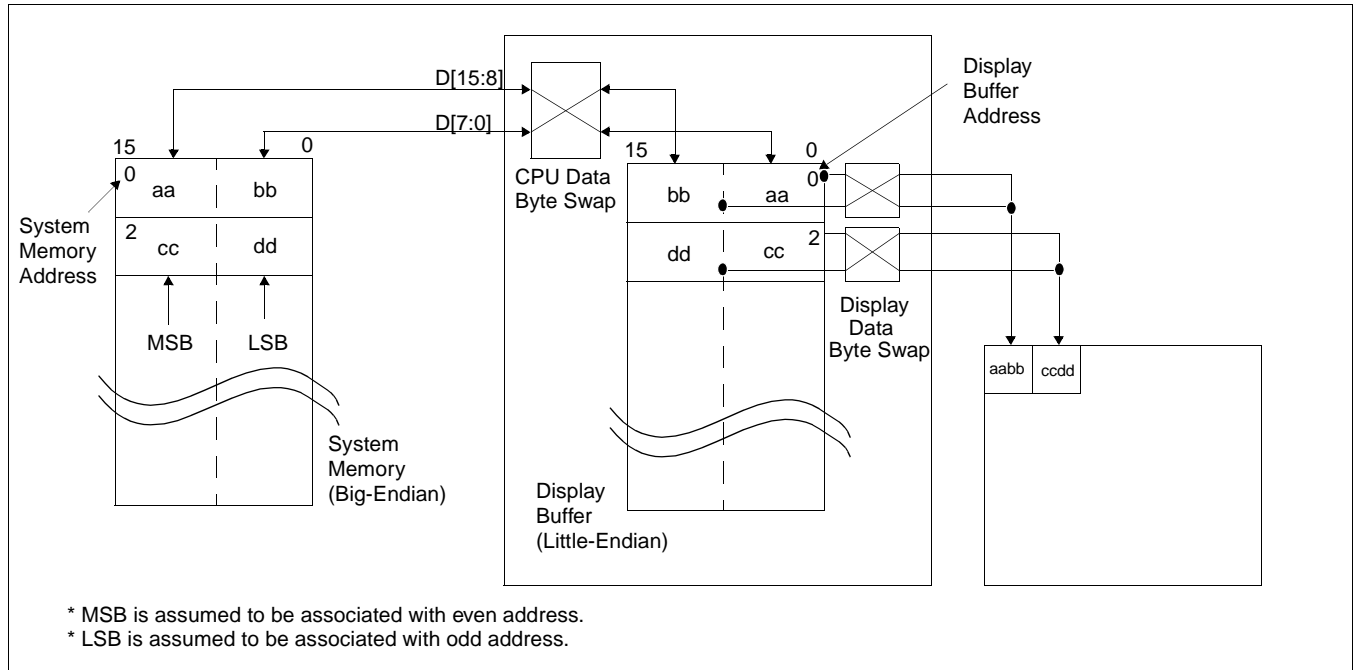 D[15:8]
D[7:0]
15
0
0
aa
bb
2
cc
dd
MSB
LSB
System
Memory
Address
System
Memory
(Big-Endian)
CPU Data
Byte Swap
Display
Buffer
Address
15
0
0
bb
aa
2
dd
cc
Display
Data
Byte Swap
Display
Buffer
(Little-Endian)
aabb
ccdd
* MSB is assumed to be associated with even address.
* LSB is assumed to be associated with odd address.